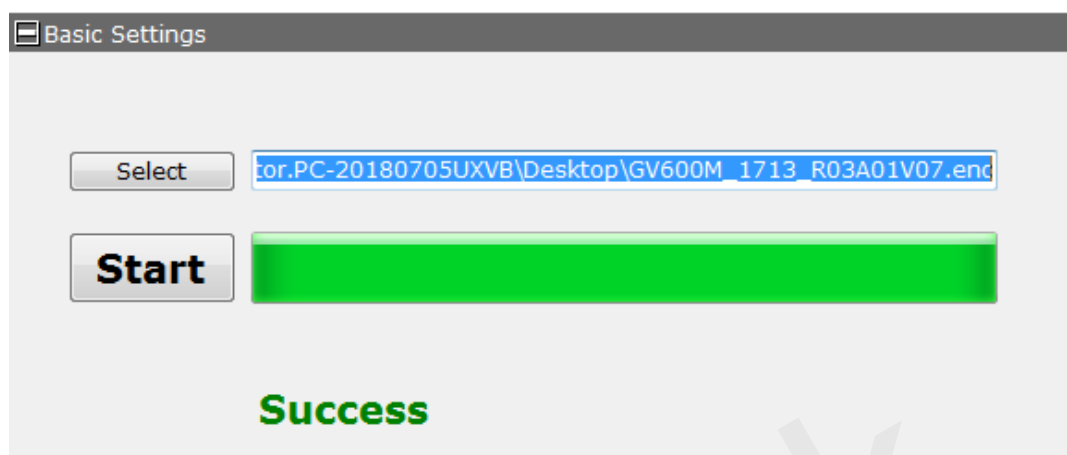 Basic Settings
Select
tor.PC-20180705UXVB\Desktop\GV600M_1713_R03A01V07.enc
Start
Success